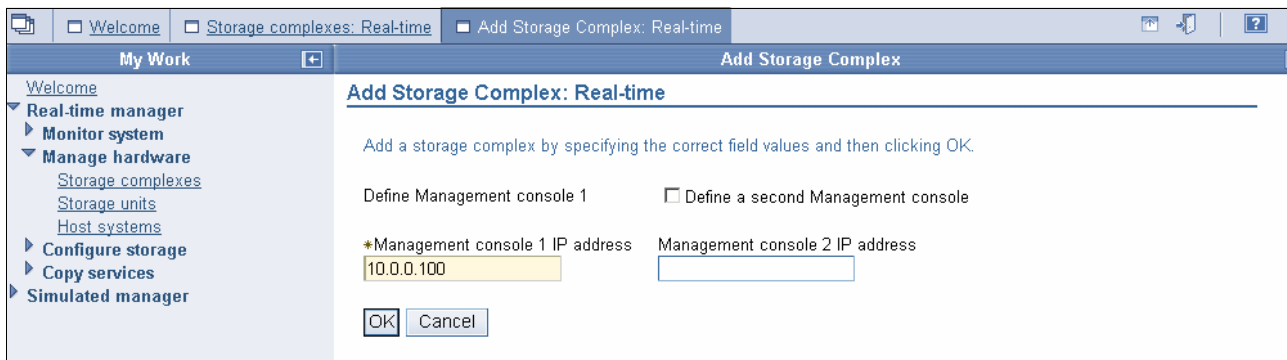 Welcome Storage complexes: Real-time Add Storage Complex: Real-time ?
My Work Add Storage Complex
Welcome
Real-time manager
Monitor system
Manage hardware
Storage complexes
Storage units
Host systems
Configure storage
Copy services
Simulated manager
Add Storage Complex: Real-time
Add a storage complex by specifying the correct field values and then clicking OK.
Define Management console 1 Define a second Management console
*Management console 1 IP address Management console 2 IP address
10.0.0.100
OK Cancel